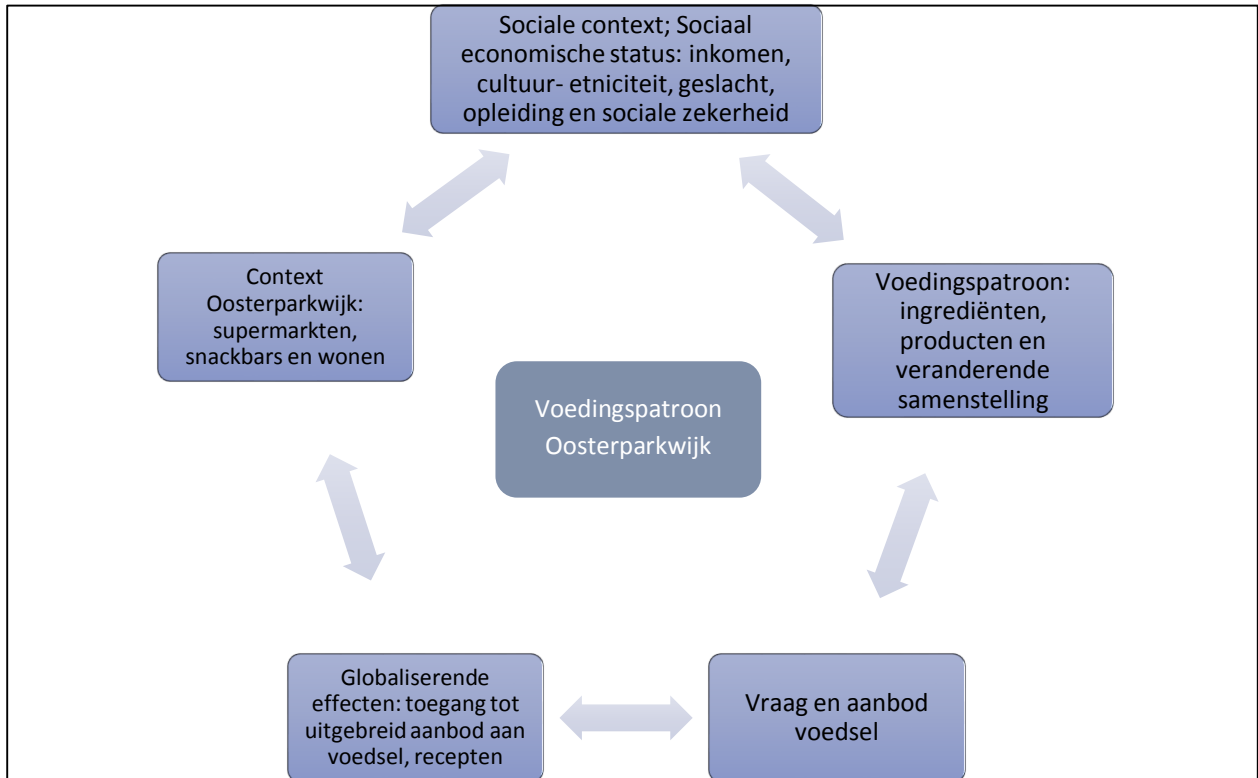 Sociale context; Sociaal
economische status: inkomen,
cultuur- etniciteit, geslacht,
opleiding en sociale zekerheid
Context
Oosterparkwijk:
supermarkten,
snackbars en wonen
Voedingspatroon:
ingrediënten,
producten en
veranderende
samenstelling
Voedingspatroon
Oosterparkwijk
Globaliserende
effecten: toegang tot
uitgebreid aanbod aan
voedsel, recepten
Vraag en aanbod
voedsel